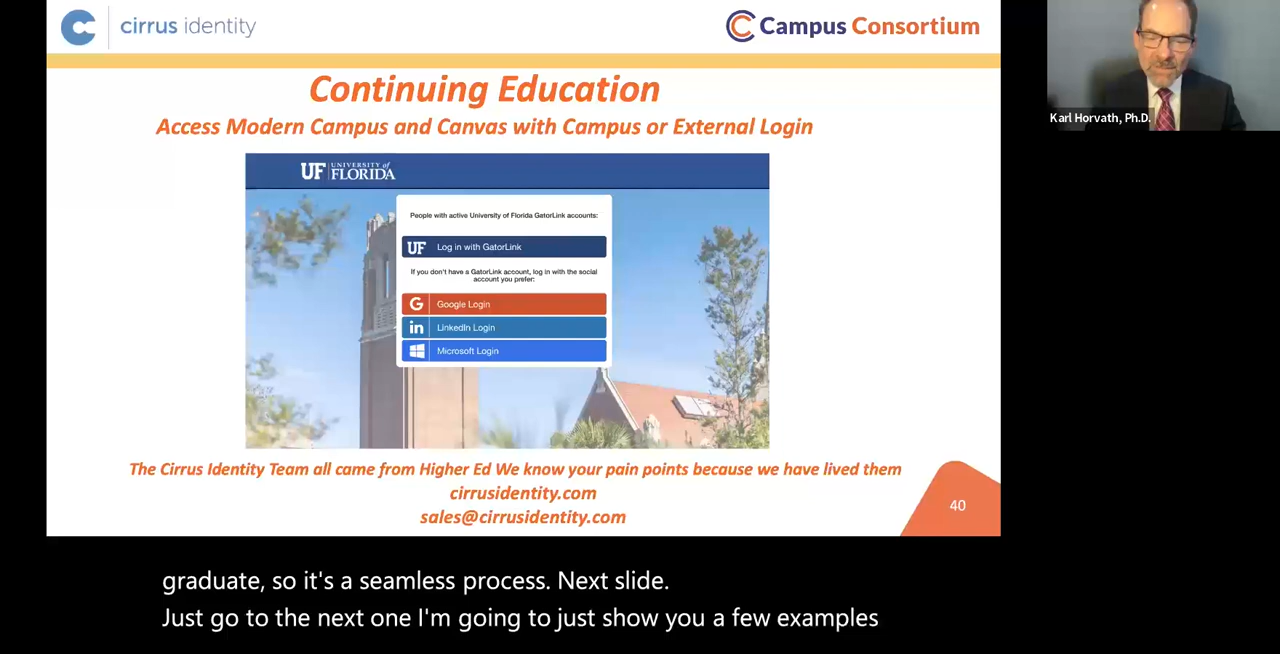 cirrus identity
Campus Consortium
Continuing Education
Access Modern Campus and Canvas with Campus or External Login
UF UNIVERSITY of
FLORIDA
People with active University of Florida GatorLink accounts:
UF Log in with GatorLink
If you don't have a GatorLink account, log in with the social
account you prefer:
G Google Login
in LinkedIn Login
Microsoft Login
The Cirrus Identity Team all came from Higher Ed We know your pain points because we have lived them
cirrusidentity.com
sales@cirrusidentity.com
40
Karl Horvath, Ph.D.
graduate, so it's a seamless process. Next slide.
Just go to the next one I'm going to just show you a few examples